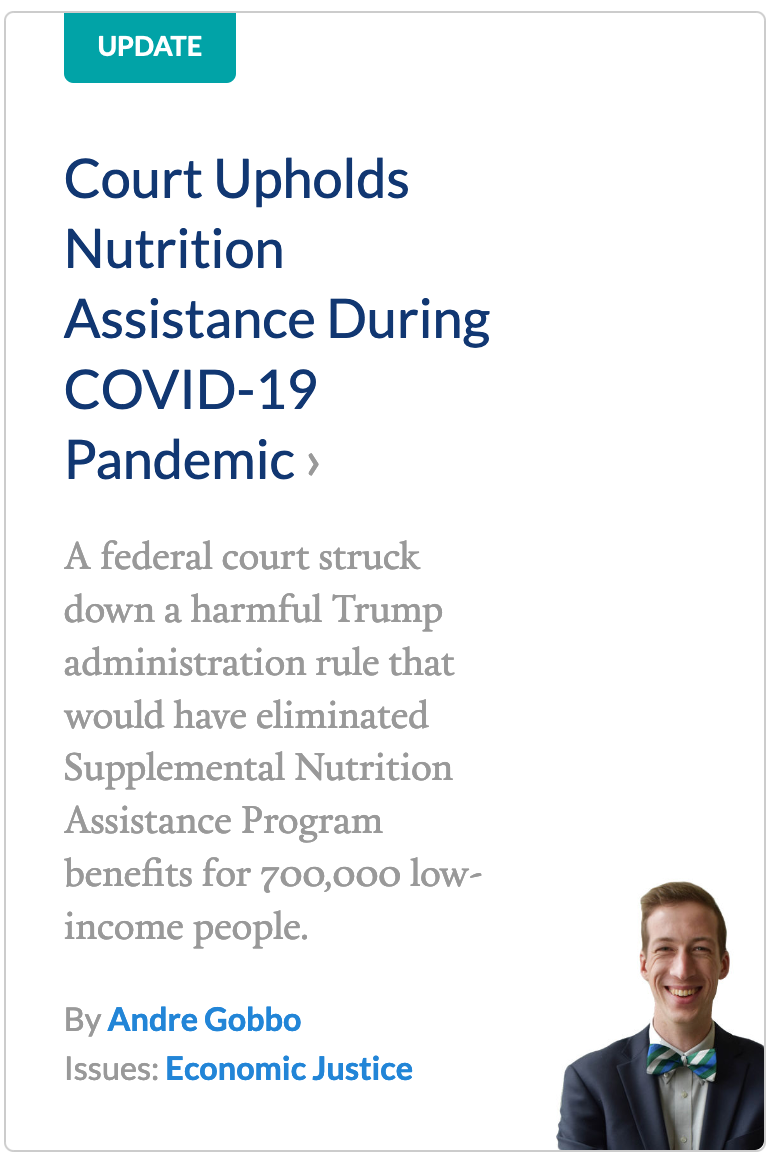 UPDATE
Court Upholds
Nutrition
Assistance During
COVID-19
Pandemic ›
A federal court struck
down a harmful Trump
administration rule that
would have eliminated
Supplemental Nutrition
Assistance Program
benefits for 700,000 low-
income people.
By Andre Gobbo
Issues: Economic Justice